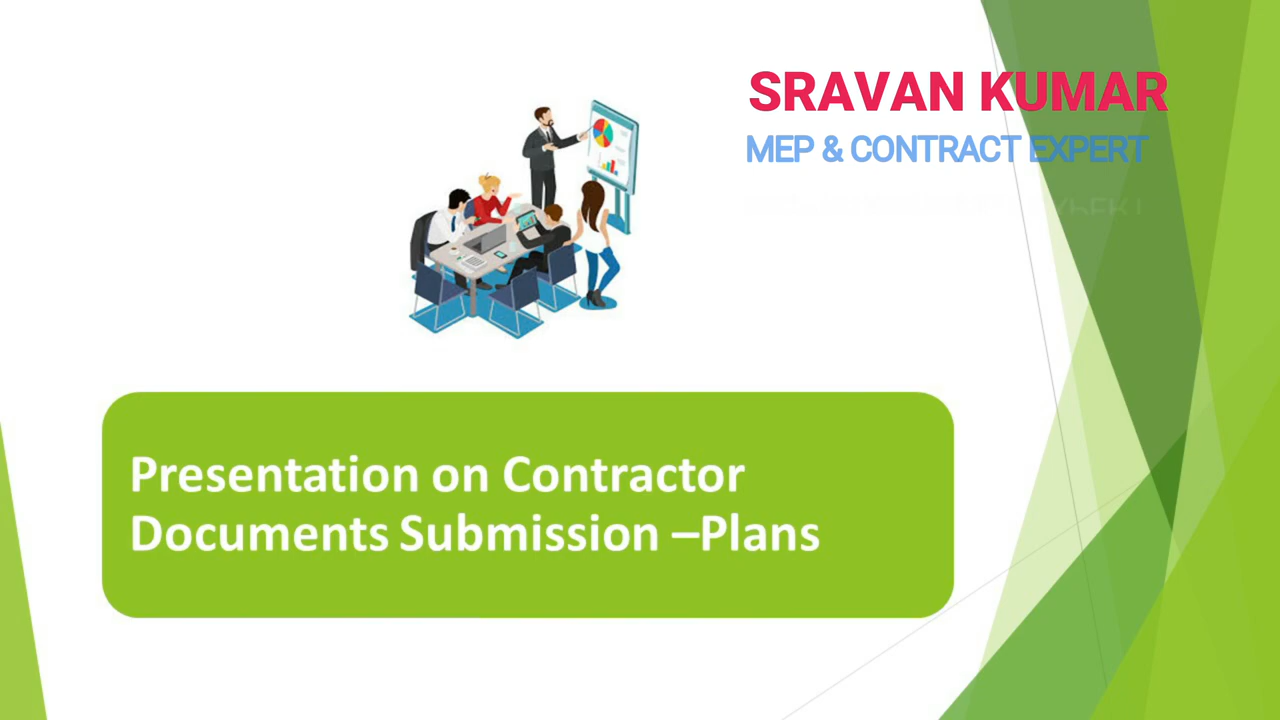 SRAVAN KUMAR
MEP & CONTRACT EXPERT
Presentation on Contractor
Documents Submission –Plans